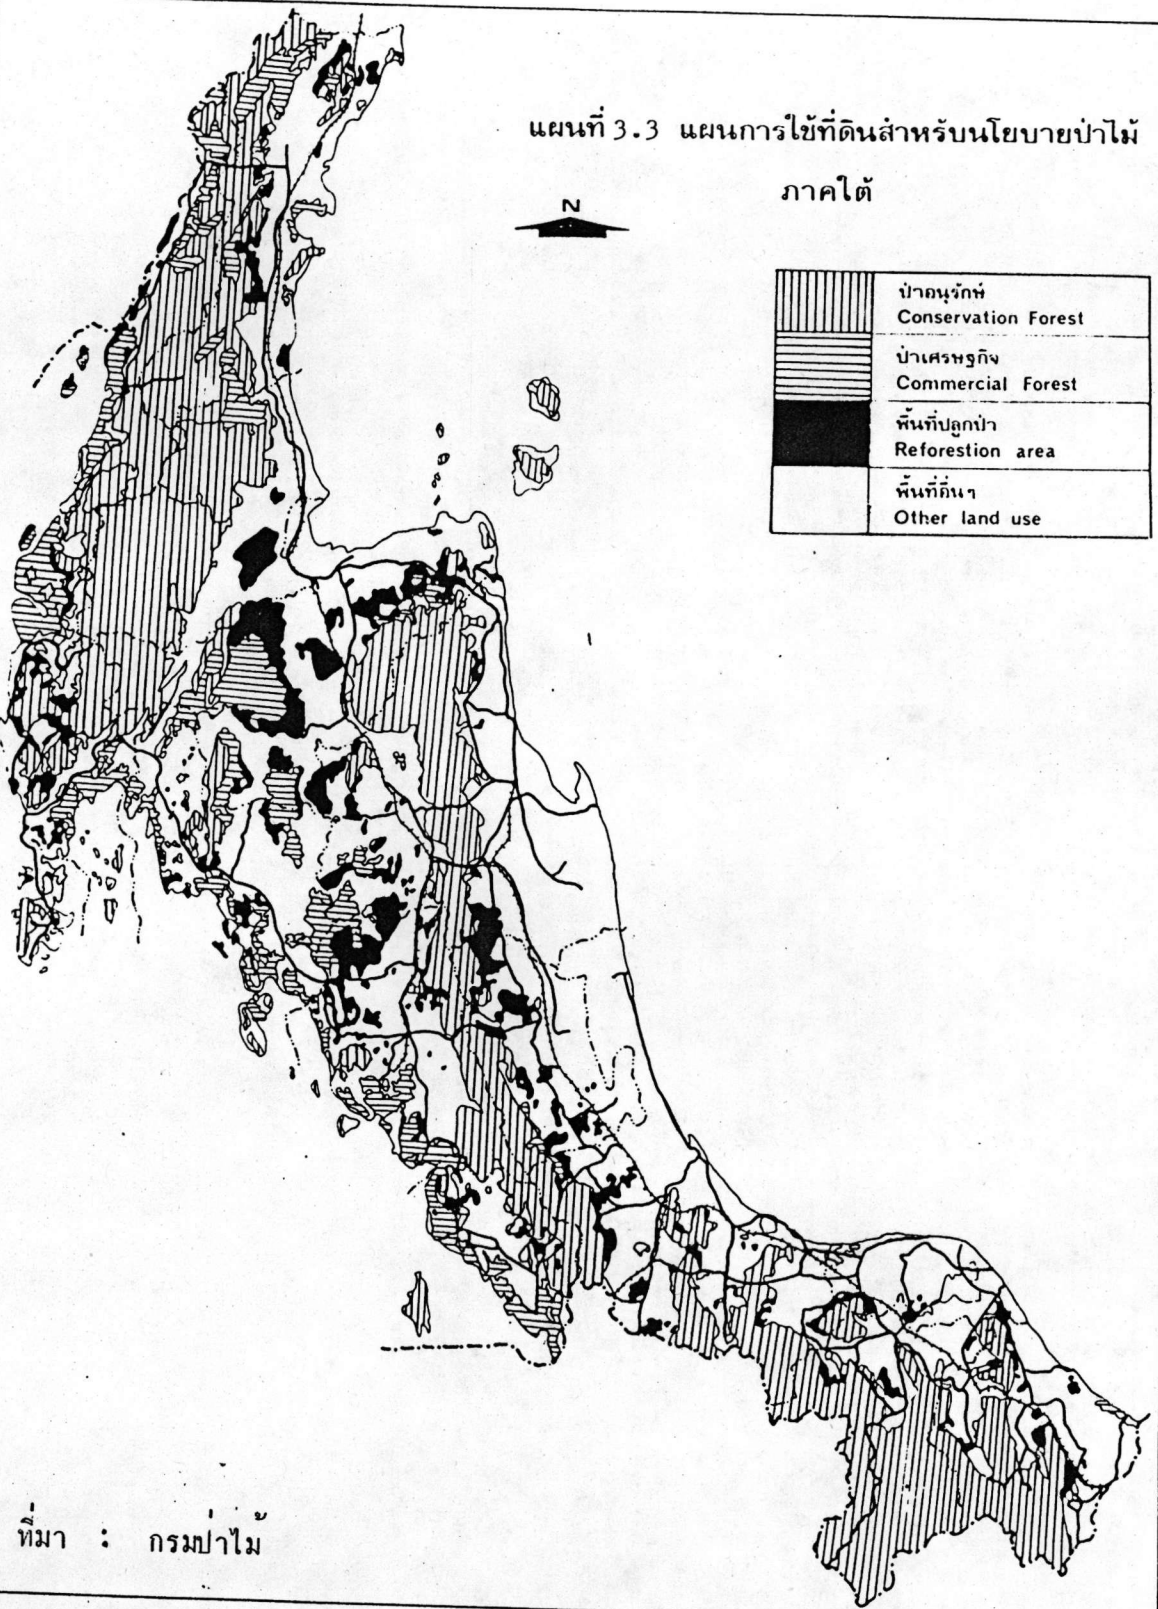 แผนที่ 3.3 แผนการใช้ที่ดินสำหรับนโยบายป่าไม้
ภาคใต้
N
ป่าอนุรักษ์
Conservation Forest
ป่าเศรษฐกิจ
Commercial Forest
พื้นที่ปลูกป่า
Reforestion area
พื้นที่อื่นๆ
Other land use
ที่มา : กรมป่าไม้